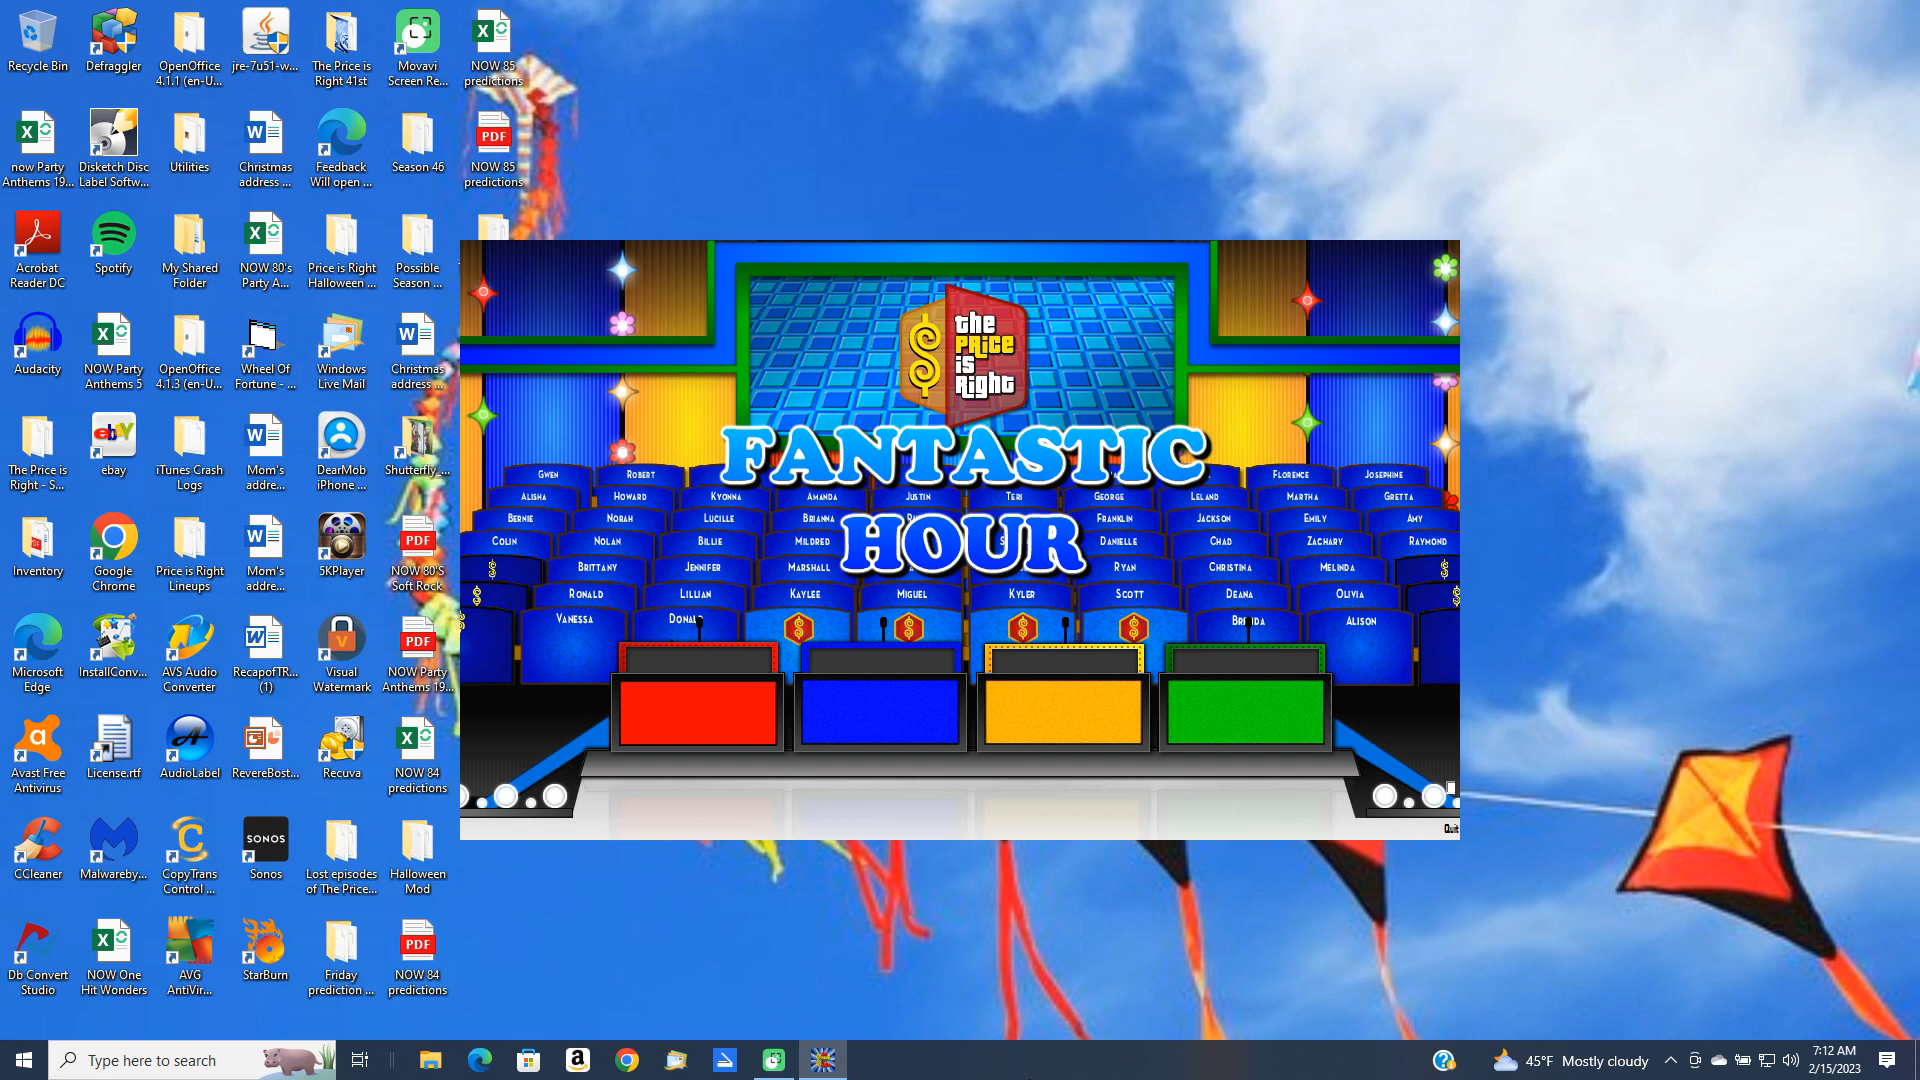 Recycle Bin
Defraggler
OpenOffice
4.1.1 (en-U...
jre-7u51-w...
The Price is
Right 41st
Movavi
Screen Re...
NOW 85
predictions
now Party
Anthems 19...
Disketch Disc
Label Softw...
Utilities
Christmas
address ...
Feedback
Will open ...
Season 46
PDF
NOW 85
predictions
Acrobat
Reader DC
Spotify
My Shared
Folder
NOW 80's
Party A...
Price is Right
Halloween ...
Possible
Season ...
Audacity
NOW Party
Anthems 5
OpenOffice
4.1.3 (en-U...
Wheel Of
Fortune - ...
Windows
Live Mail
Christmas
address ...
The Price is
Right - S...
ebay
ebay
iTunes Crash
Logs
Mom's
addre...
DearMob
iPhone ...
Shutterfly_...
Inventory
Google
Chrome
Price is Right
Lineups
Mom's
addre...
5KPlayer
PDF
NOW 80'S
Soft Rock
Microsoft
Edge
InstallConv...
AVS Audio
Converter
RecapofTR...
(1)
Visual
Watermark
PDF
NOW Party
Anthems 19...
Avast Free
Antivirus
License.rtf
AudioLabel
RevereBost...
Recuva
NOW 84
predictions
CCleaner
Malwareby...
CopyTrans
Control ...
SONOS
Sonos
Lost episodes
of The Price...
Halloween
Mod
Db Convert
Studio
NOW One
Hit Wonders
AVG
AntiVir...
StarBurn
Friday
prediction ...
PDF
NOW 84
predictions
the
PRice
is
Right
FANTASTIC
HOUR
GWEN ROBERT FLORENCE JOSEPHINE
ALISHA HOWARD KYONNA AMANDA JUSTIN TERI GEORGE LELAND MARTHA GRETTA
BERNIE NORAH LUCILLE BRIANNA FRANKLIN JACKSON EMILY AMY
COLIN NOLAN BILLIE MILDRED DANIELLE CHAD ZACHARY RAYMOND
BRITTANY JENNIFER MARSHALL RYAN CHRISTINA MELINDA
RONALD LILLIAN KAYLEE MIGUEL KYLER SCOTT DEANA OLIVIA
VANESSA DONALD BRENDA ALISON
Quit
Type here to search
45°F Mostly cloudy
7:12 AM
2/15/2023